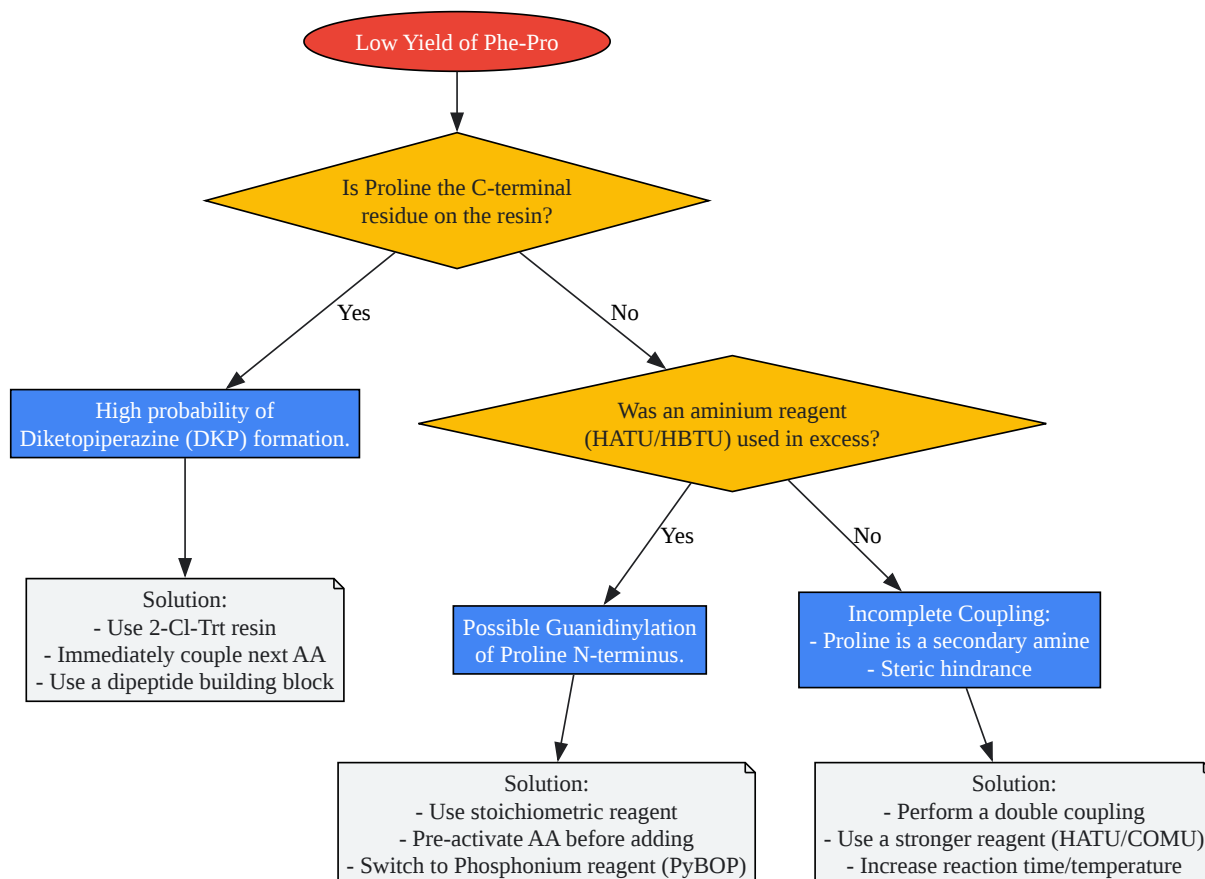 Low Yield of Phe-Pro
Is Proline the C-terminal
residue on the resin?
Yes
No
High probability of
Diketopiperazine (DKP) formation.
Was an aminium reagent
(HATU/HBTU) used in excess?
Solution:
- Use 2-Cl-Trt resin
- Immediately couple next AA
- Use a dipeptide building block
Yes
No
Possible Guanidinylation
of Proline N-terminus.
Incomplete Coupling:
- Proline is a secondary amine
- Steric hindrance
Solution:
- Use stoichiometric reagent
- Pre-activate AA before adding
- Switch to Phosphonium reagent (PyBOP)
Solution:
- Perform a double coupling
- Use a stronger reagent (HATU/COMU)
- Increase reaction time/temperature